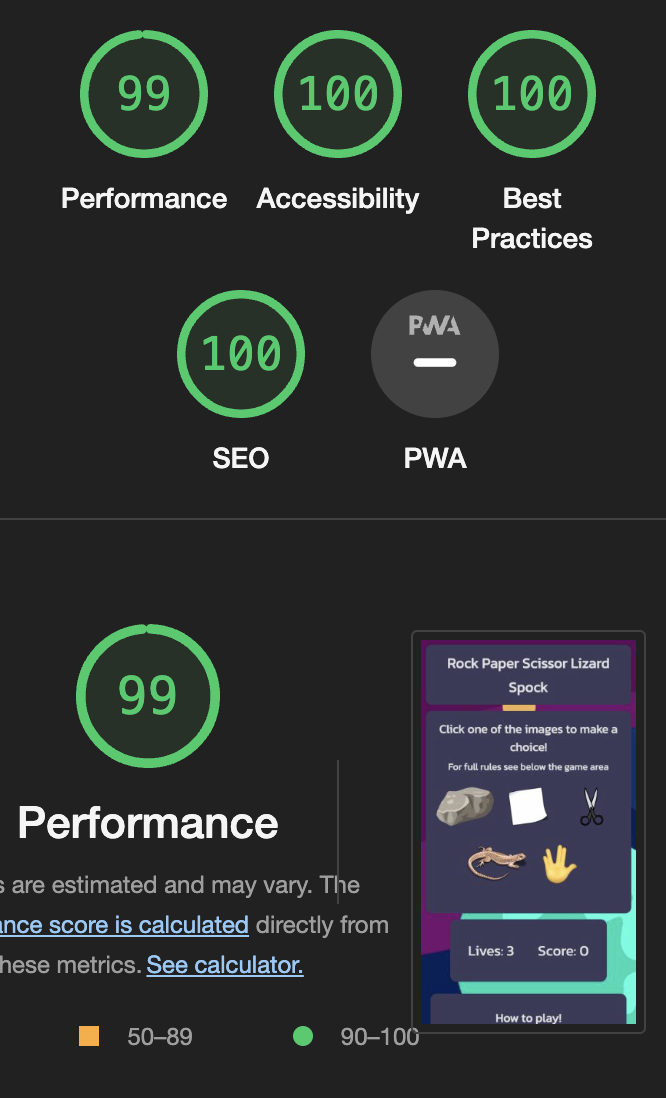 99
100
100
Performance
Accessibility
Best
Practices
100
PWA
SEO
PWA
99
Performance
s are estimated and may vary. The
ance score is calculated directly from
hese metrics. See calculator.
50–89
90–100
Rock Paper Scissor Lizard
Spock
Click one of the images to make a
choice!
For full rules see below the game area
Lives: 3
Score: 0
How to play!